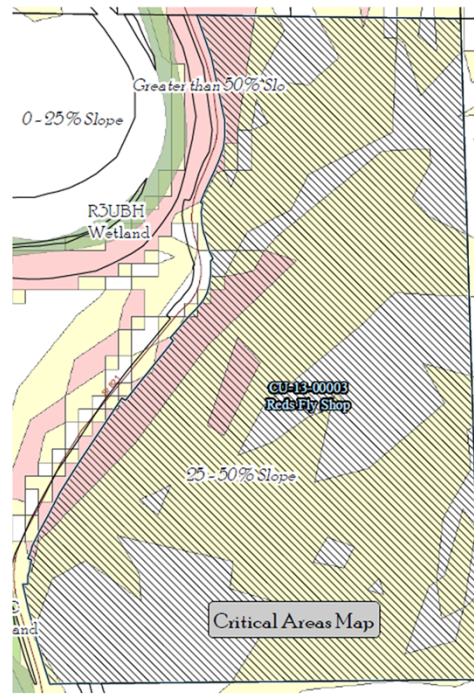 Greater than 50% Slo
0 - 25% Slope
R3UBH
Wetland
CU-13-00003
Reds Fly Shop
25 - 50% Slope
and
Critical Areas Map